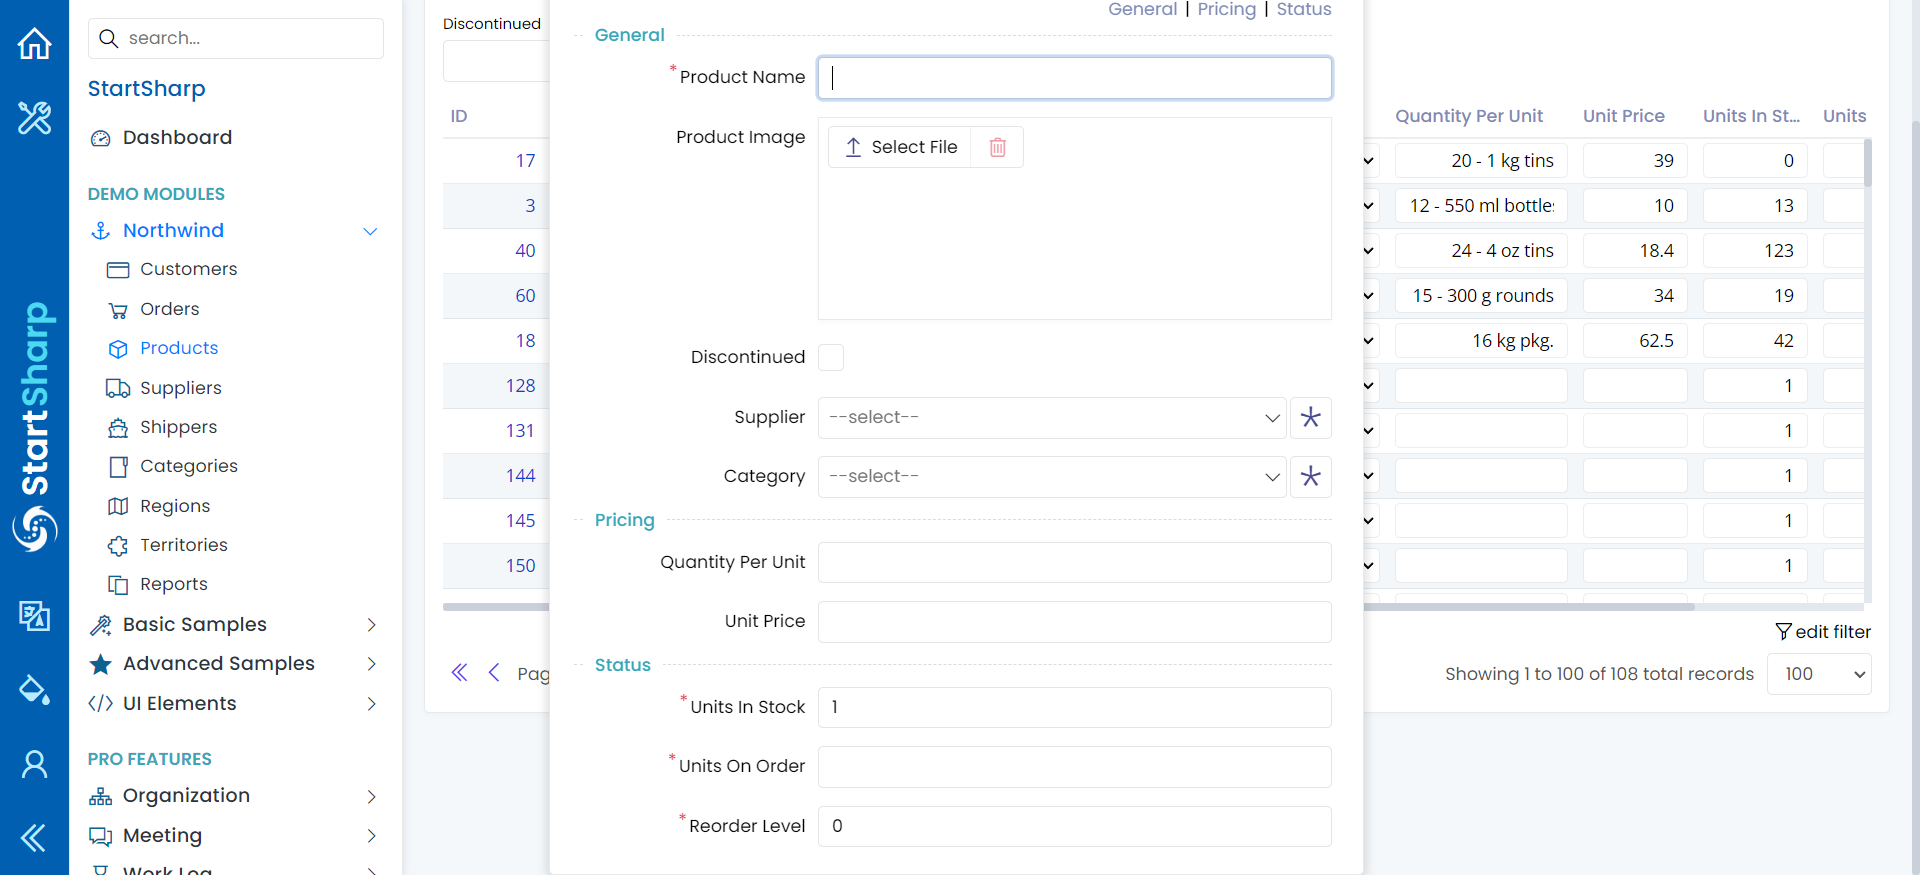 StartSharp
search...
StartSharp
Dashboard
DEMO MODULES
Northwind
Customers
Orders
Products
Suppliers
Shippers
Categories
Regions
Territories
Reports
Basic Samples
Advanced Samples
UI Elements
PRO FEATURES
Organization
Meeting
Work Log
Discontinued
ID
17
3
40
60
18
128
131
144
145
150
Pag
General | Pricing | Status
General
*Product Name
Product Image
Select File
Discontinued
Supplier --select--
Category --select--
Pricing
Quantity Per Unit
Unit Price
Status
*Units In Stock 1
*Units On Order
*Reorder Level 0
Quantity Per Unit Unit Price Units In St... Units
20 - 1 kg tins 39 0
12 - 550 ml bottles 10 13
24 - 4 oz tins 18.4 123
15 - 300 g rounds 34 19
16 kg pkg. 62.5 42
1
1
1
1
1
edit filter
Showing 1 to 100 of 108 total records 100